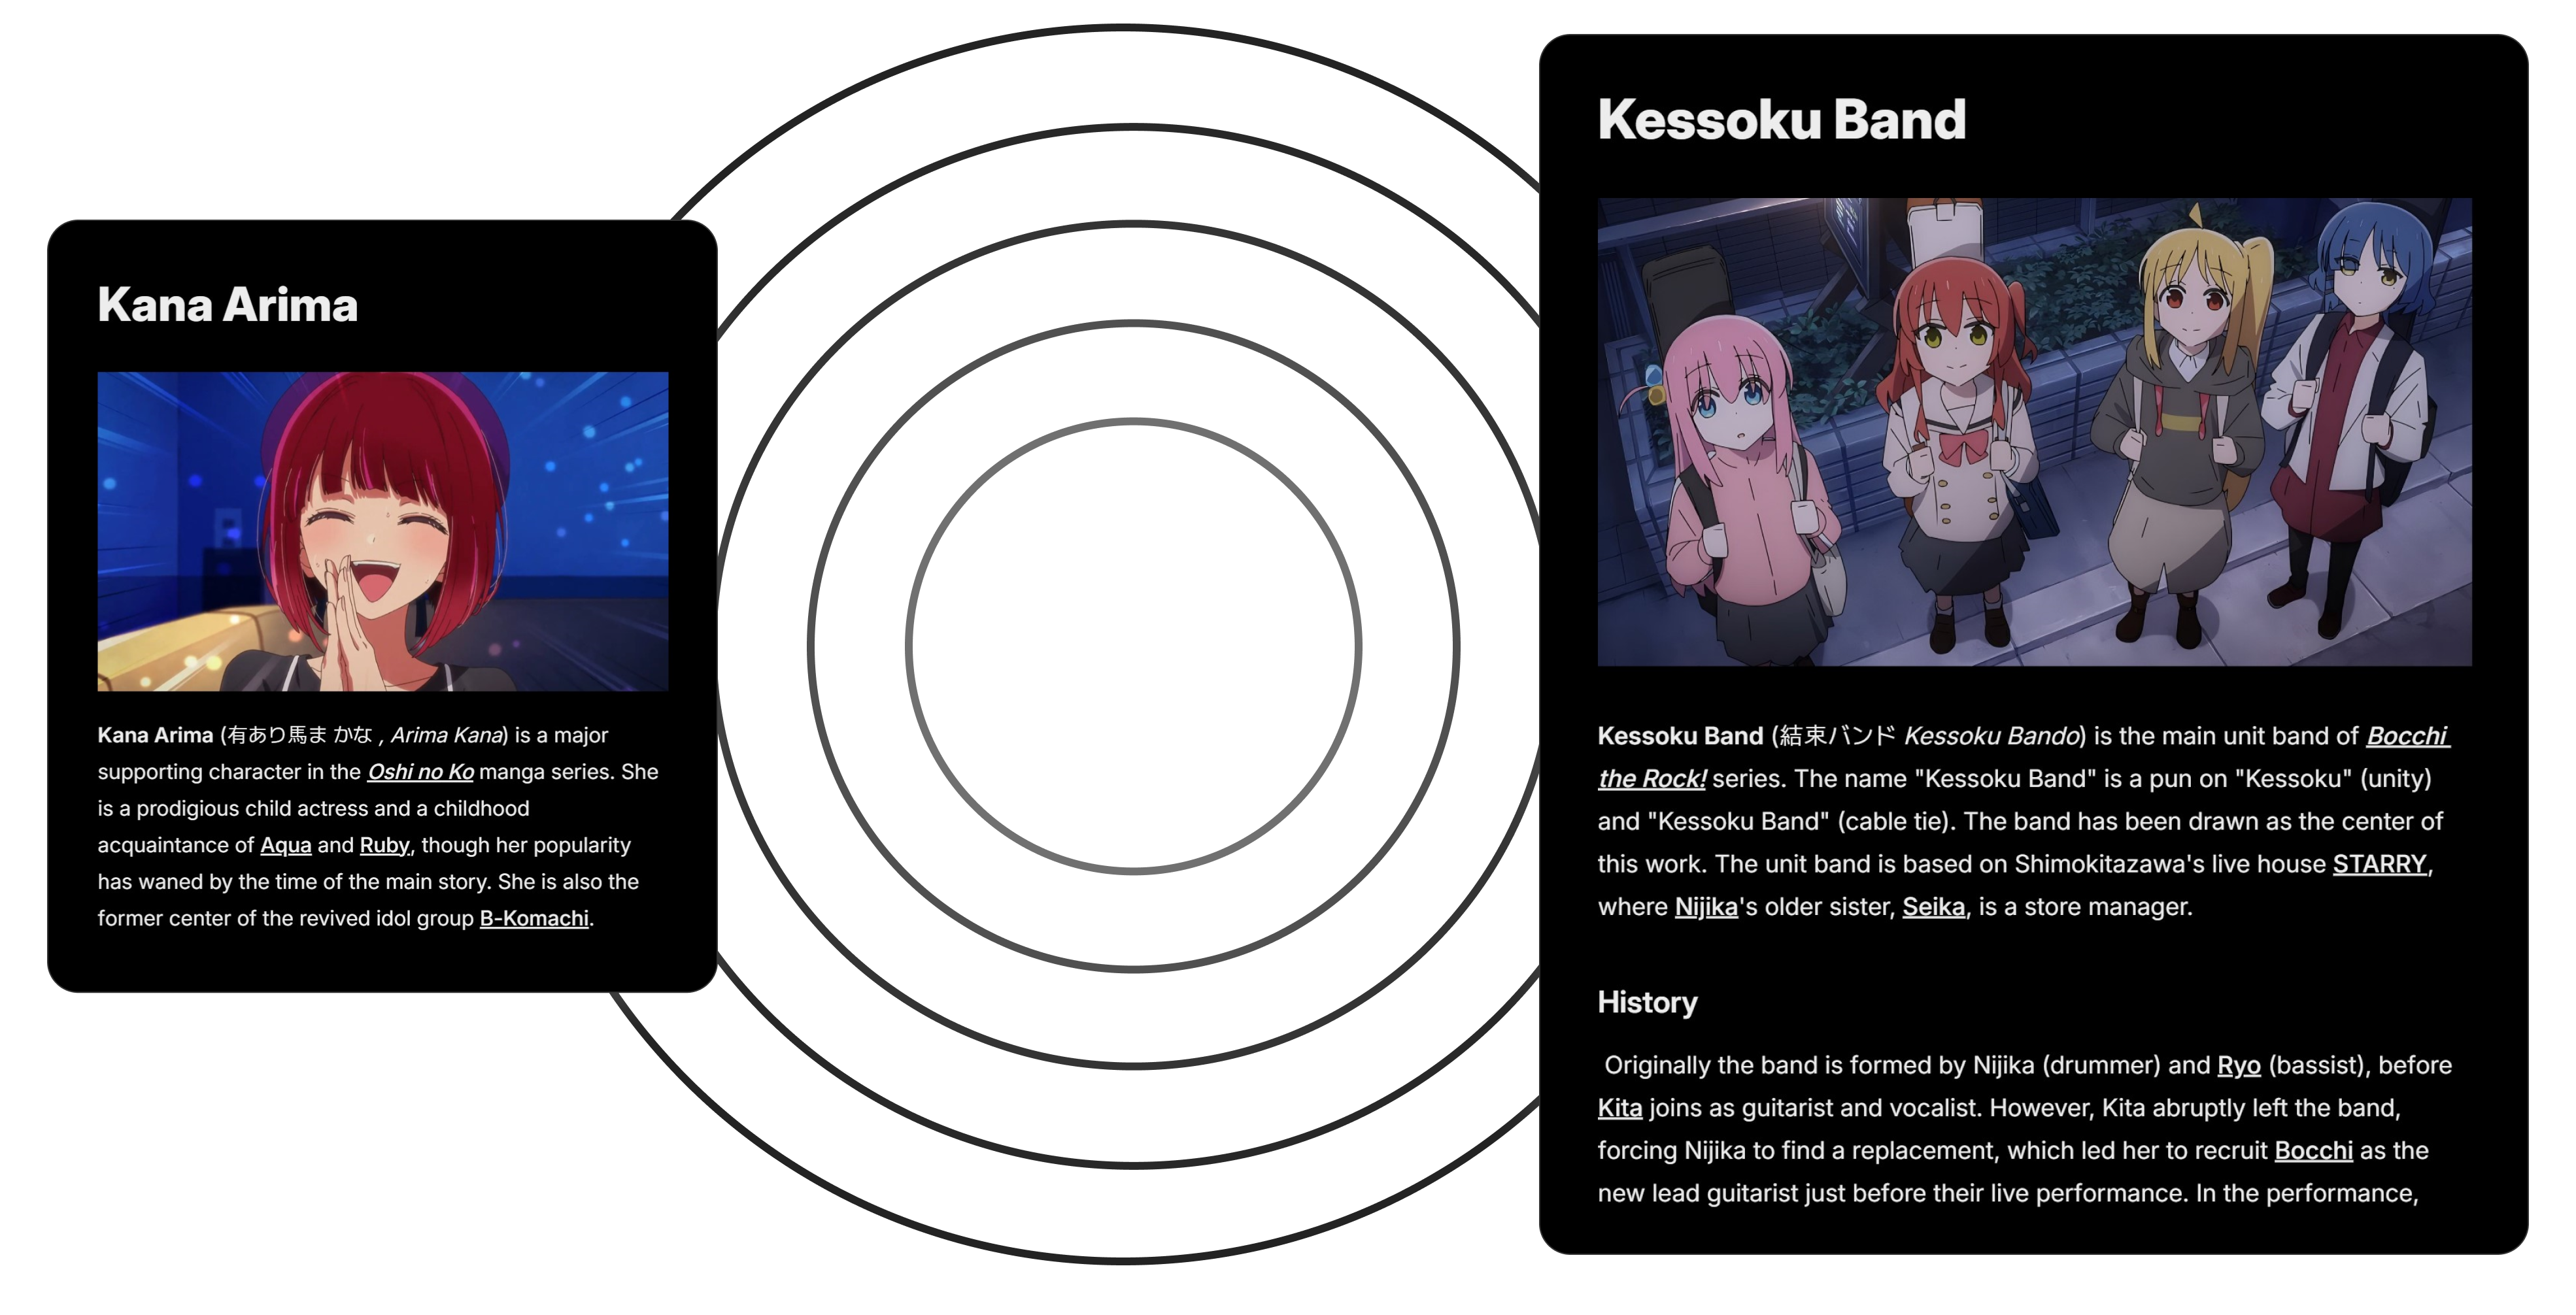 Kana Arima
Kana Arima (有あり馬ま かな , Arima Kana) is a major
supporting character in the Oshi no Ko manga series. She
is a prodigious child actress and a childhood
acquaintance of Aqua and Ruby, though her popularity
has waned by the time of the main story. She is also the
former center of the revived idol group B-Komachi.
Kessoku Band
Kessoku Band (結束バンド Kessoku Bando) is the main unit band of Bocchi
the Rock! series. The name "Kessoku Band" is a pun on "Kessoku" (unity)
and "Kessoku Band" (cable tie). The band has been drawn as the center of
this work. The unit band is based on Shimokitazawa's live house STARRY,
where Nijika's older sister, Seika, is a store manager.
History
Originally the band is formed by Nijika (drummer) and Ryo (bassist), before
Kita joins as guitarist and vocalist. However, Kita abruptly left the band,
forcing Nijika to find a replacement, which led her to recruit Bocchi as the
new lead guitarist just before their live performance. In the performance,